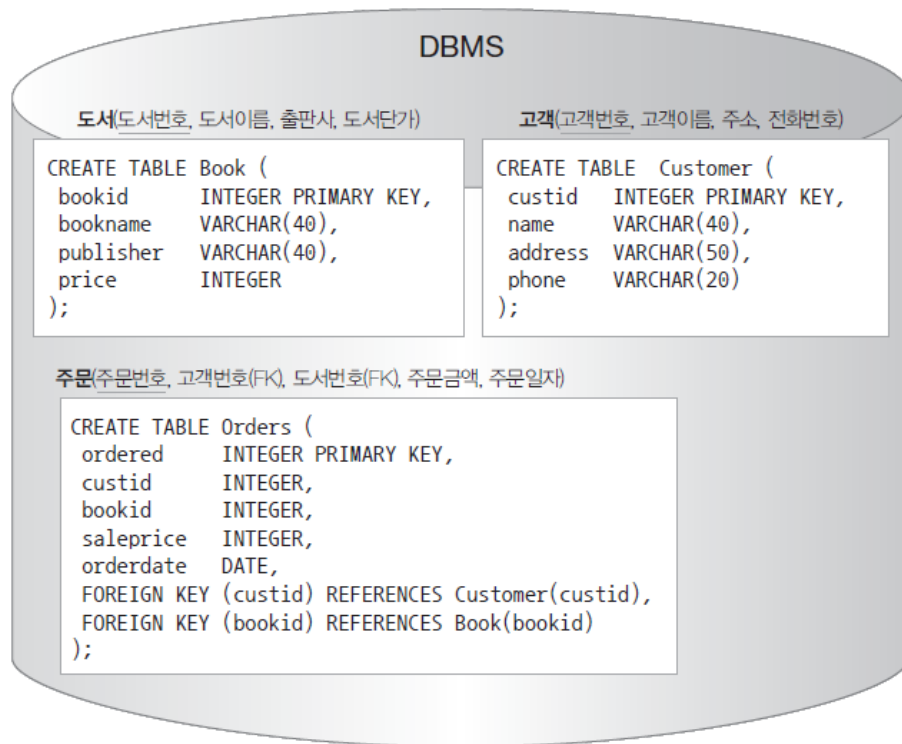 DBMS
도서(도서번호, 도서이름, 출판사, 도서단가)
CREATE TABLE Book (
bookid INTEGER PRIMARY KEY,
bookname VARCHAR(40),
publisher VARCHAR(40),
price INTEGER
);
고객(고객번호, 고객이름, 주소, 전화번호)
CREATE TABLE Customer (
custid INTEGER PRIMARY KEY,
name VARCHAR(40),
address VARCHAR(50),
phone VARCHAR(20)
);
주문(주문번호, 고객번호(FK), 도서번호(FK), 주문금액, 주문일자)
CREATE TABLE Orders (
ordered INTEGER PRIMARY KEY,
custid INTEGER,
bookid INTEGER,
saleprice INTEGER,
orderdate DATE,
FOREIGN KEY (custid) REFERENCES Customer(custid),
FOREIGN KEY (bookid) REFERENCES Book(bookid)
);